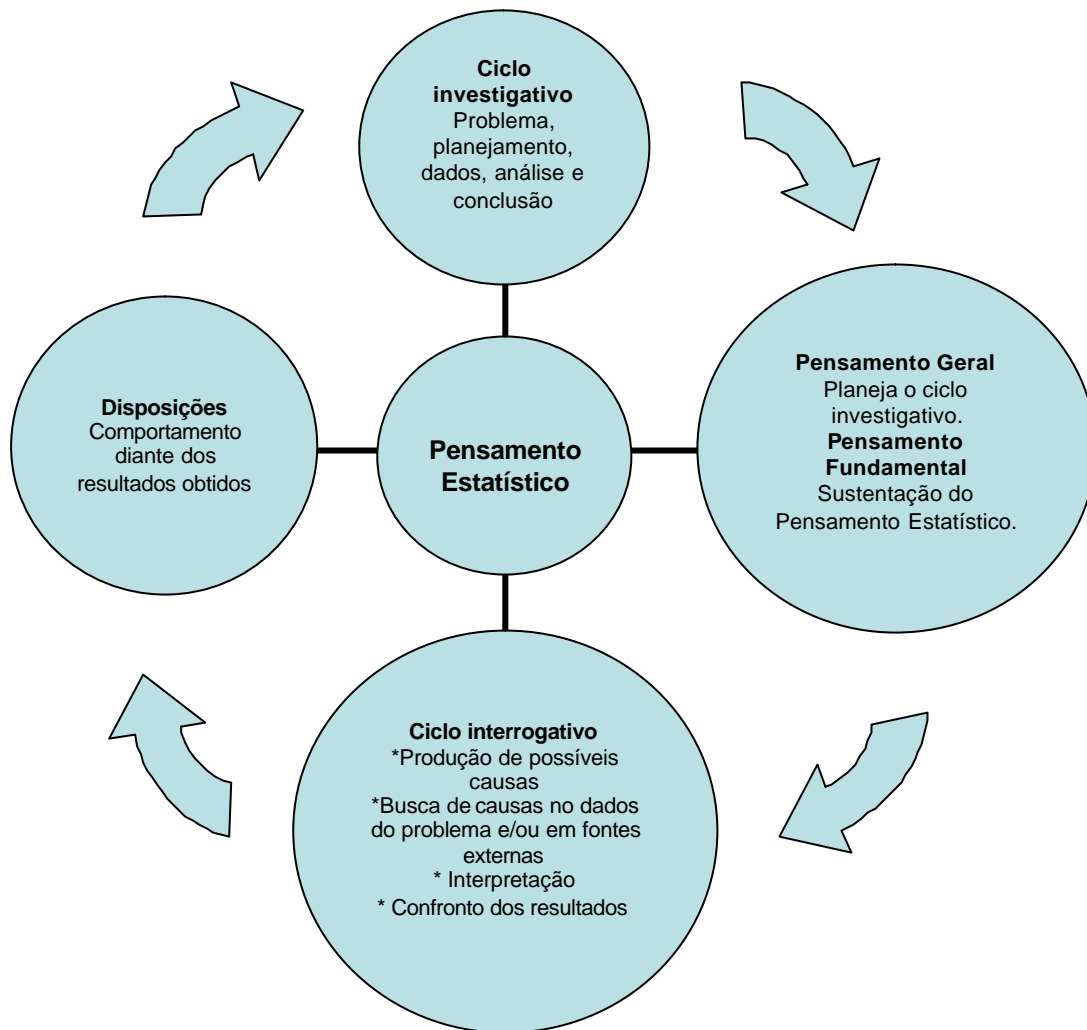 Ciclo
investigativo
Problema,
planejamento,
dados, análise e
conclusão
Disposições
Comportamento
diante dos
resultados obtidos
Pensamento
Estatístico
Pensamento Geral
Planeja o ciclo
investigativo.
Pensamento
Fundamental
Sustentação do
Pensamento Estatístico.
Ciclo interrogativo
*Produção de possíveis
causas
*Busca de causas no dados
do problema e/ou em fontes
externas
* Interpretação
* Confronto dos resultados